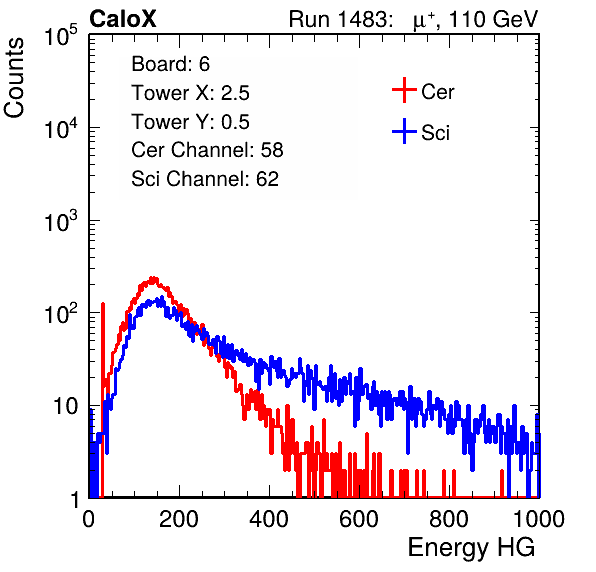 CaloX Run 1483: μ⁺, 110 GeV
Counts
10⁵
10⁴
10³
10²
10
1
Board: 6
Tower X: 2.5
Tower Y: 0.5
Cer Channel: 58
Sci Channel: 62
Cer
Sci
0 200 400 600 800 1000
Energy HG